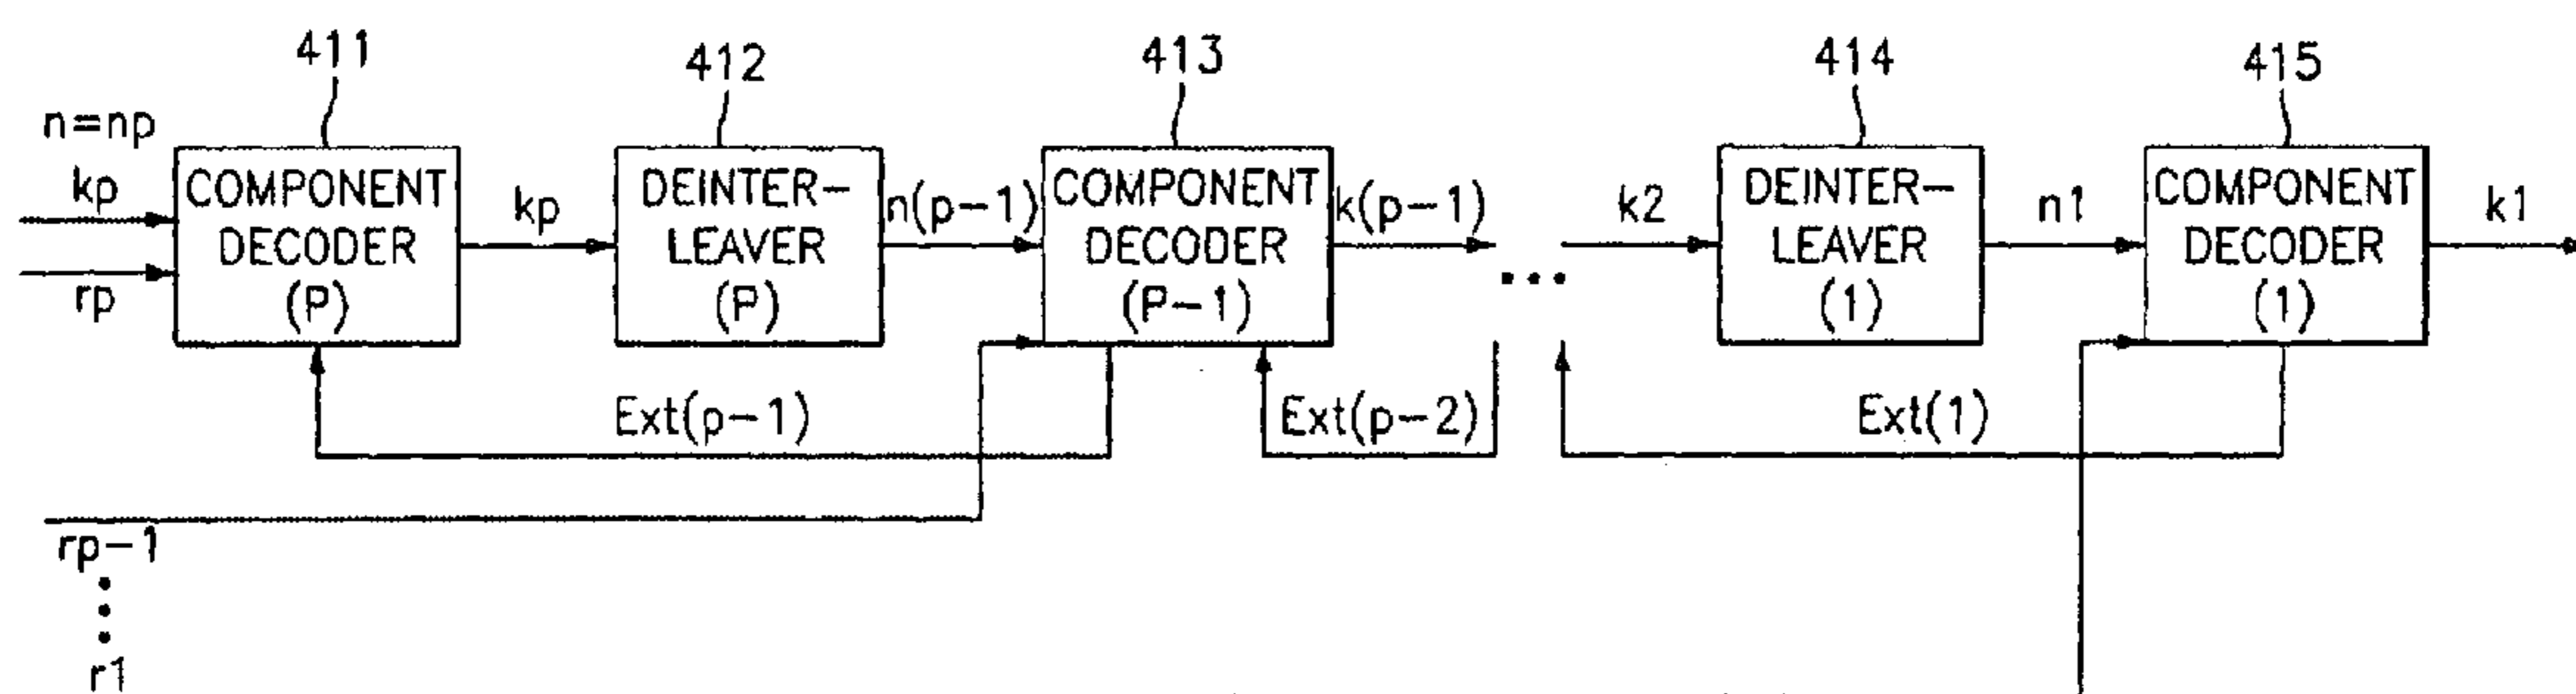 411
412
413
414
415
n=np
kp
rp
COMPONENT
DECODER
(P)
kp
DEINTER-
LEAVER
(P)
n(p-1)
COMPONENT
DECODER
(P-1)
k(p-1)
...
k2
DEINTER-
LEAVER
(1)
n1
COMPONENT
DECODER
(1)
k1
Ext(p-1)
Ext(p-2)
Ext(1)
rp-1
r1